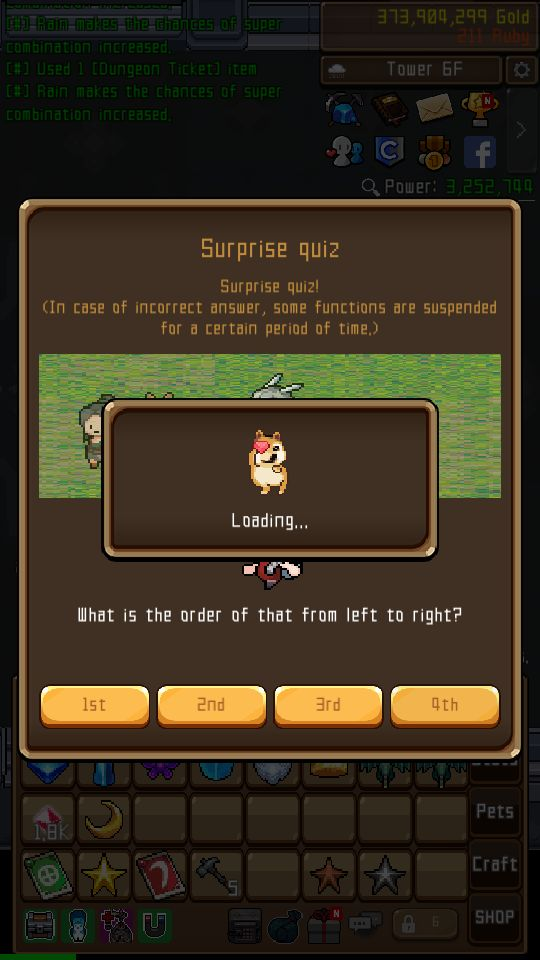 [#] Rain makes the chances of super
combination increased.
[#] Used 1 [Dungeon Ticket] item
[#] Rain makes the chances of super
combination increased.
373,904,299 Gold
211 Ruby
Tower 6F
N
C
f
Power: 3,252,744
Surprise quiz
Surprise quiz!
(In case of incorrect answer, some functions are suspended
for a certain period of time.)
Loading...
What is the order of that from left to right?
1st
2nd
3rd
4th
1.8K
Pets
5
Craft
N
6
SHOP